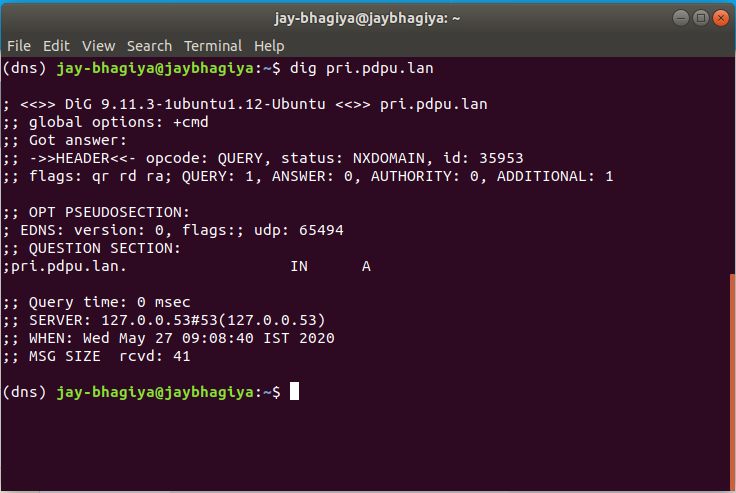 jay-bhagiya@jaybhagiya: ~
File Edit View Search Terminal Help
(dns) jay-bhagiya@jaybhagiya:~$ dig pri.pdpu.lan
; <<>> DiG 9.11.3-1ubuntu1.12-Ubuntu <<>> pri.pdpu.lan
;; global options: +cmd
;; Got answer:
;; ->>HEADER<<- opcode: QUERY, status: NXDOMAIN, id: 35953
;; flags: qr rd ra; QUERY: 1, ANSWER: 0, AUTHORITY: 0, ADDITIONAL: 1
;; OPT PSEUDOSECTION:
; EDNS: version: 0, flags:; udp: 65494
;; QUESTION SECTION:
;pri.pdpu.lan. IN A
;; Query time: 0 msec
;; SERVER: 127.0.0.53#53(127.0.0.53)
;; WHEN: Wed May 27 09:08:40 IST 2020
;; MSG SIZE rcvd: 41
(dns) jay-bhagiya@jaybhagiya:~$